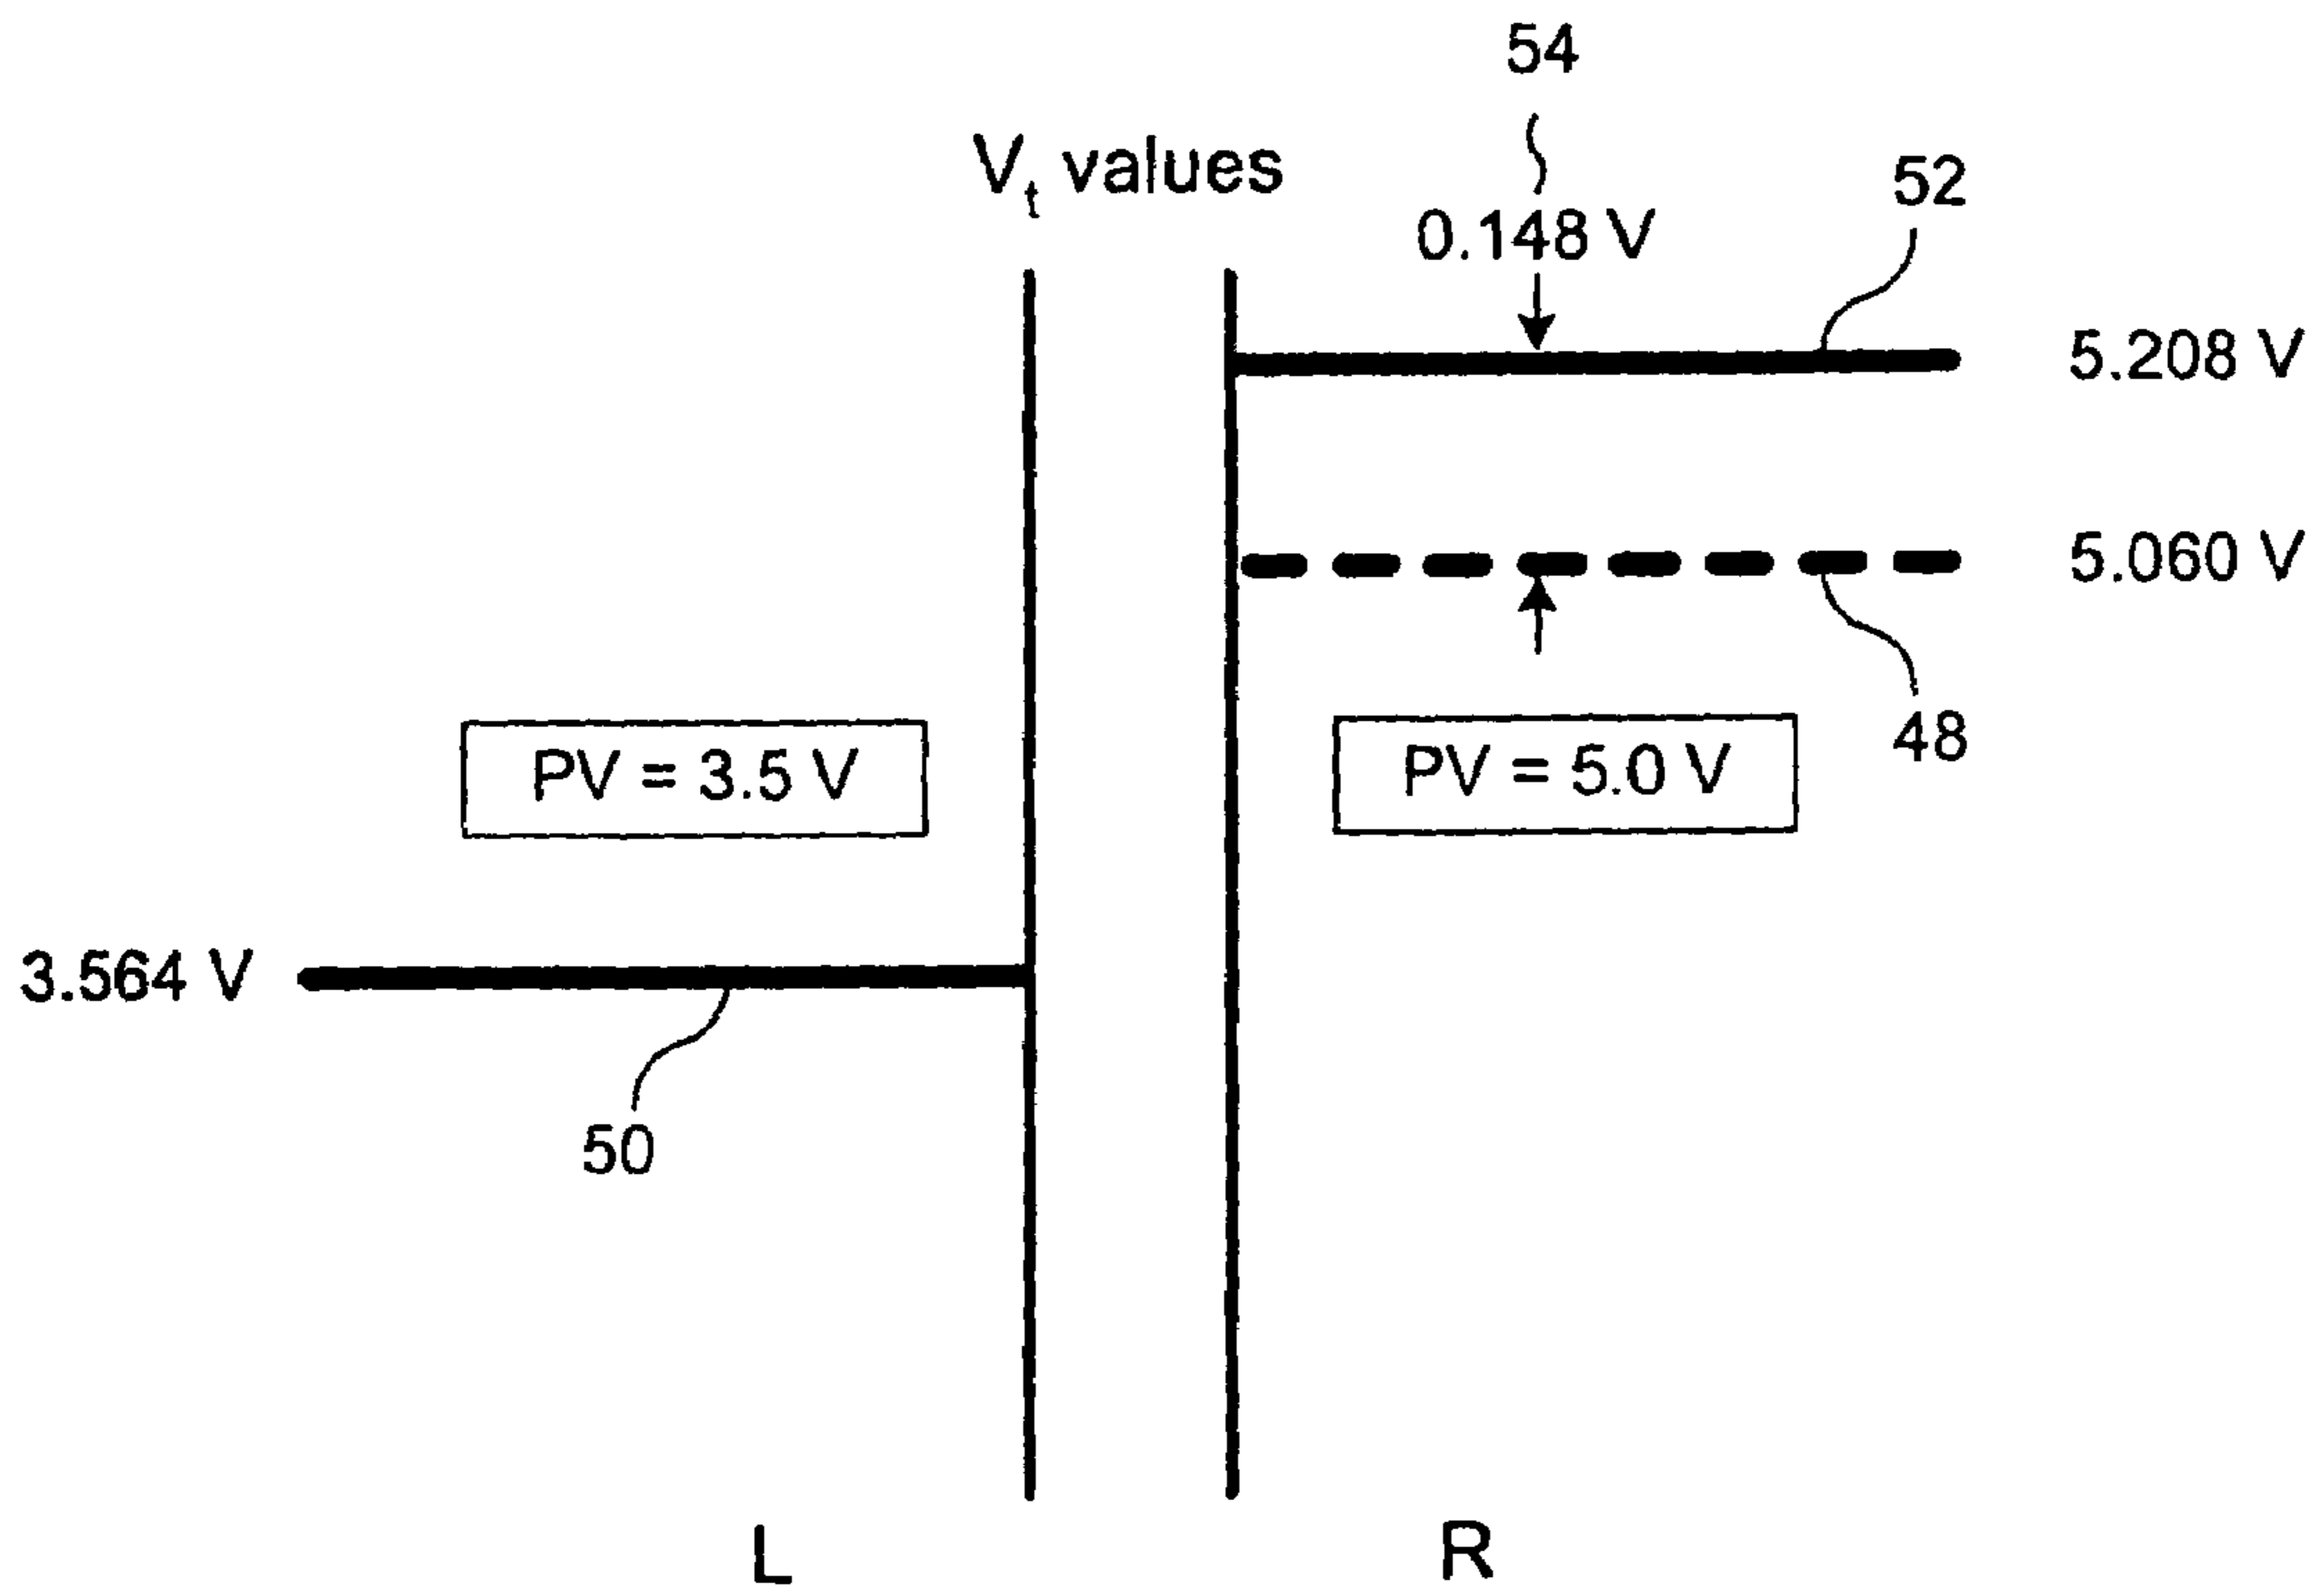 54
V_t values
52
0.148 V
5.208 V
5.060 V
48
PV = 3.5 V
PV = 5.0 V
3.564 V
50
L
R